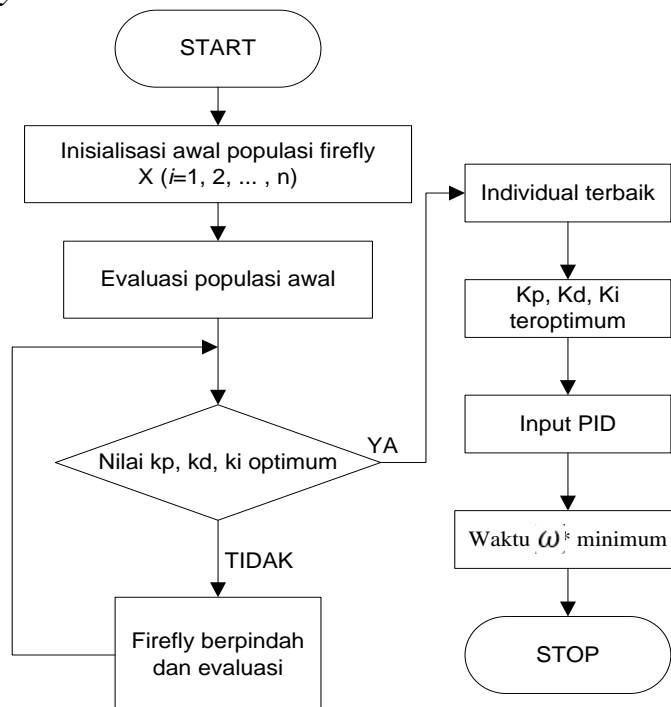 START
Inisialisasi awal populasi firefly
X (i=1, 2, ... , n)
Evaluasi populasi awal
Nilai kp, kd, ki optimum
YA
TIDAK
Firefly berpindah
dan evaluasi
Individual terbaik
Kp, Kd, Ki
teroptimum
Input PID
Waktu ω* minimum
STOP